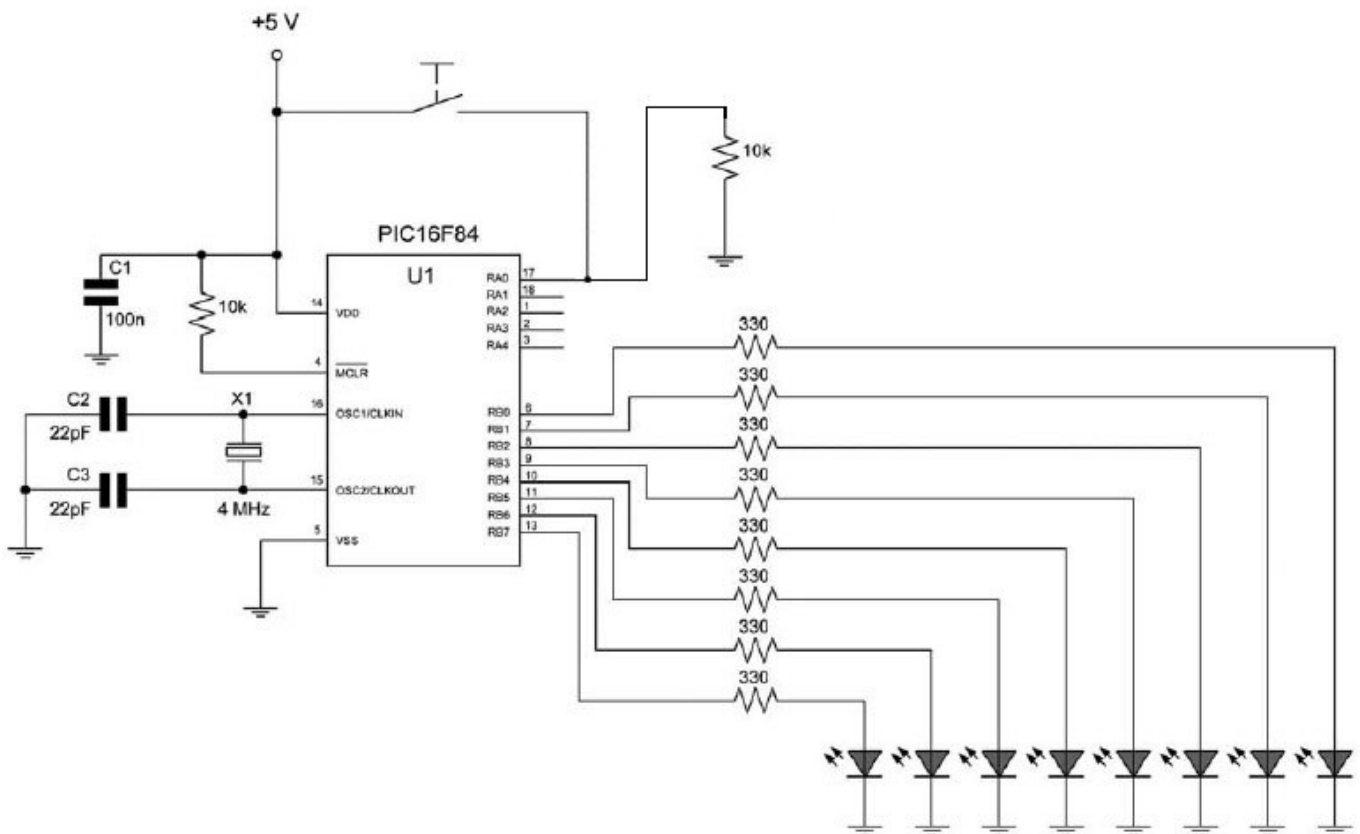 +5 V
10k
PIC16F84
U1
C1
100n
10k
14
VDD
4
MCLR
C2
22pF
X1
16
OSC1/CLKIN
C3
22pF
4 MHz
15
OSC2/CLKOUT
5
VSS
RA0
17
RA1
18
RA2
1
RA3
2
RA4
3
RB0
6
RB1
7
RB2
8
RB3
9
RB4
10
RB5
11
RB6
12
RB7
13
330
330
330
330
330
330
330
330